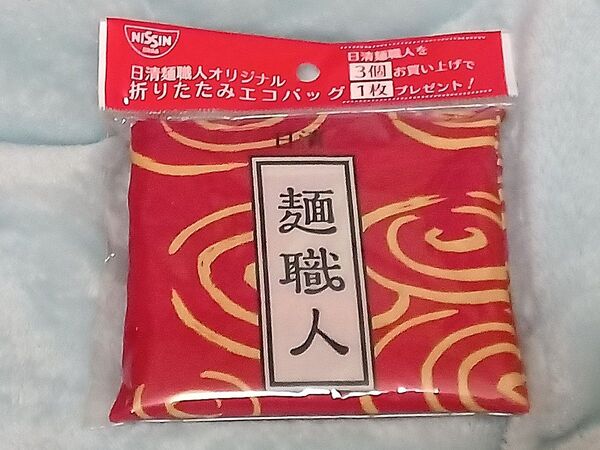 NISSIN
日清麺職人オリジナル
折りたたみエコバッグ
日清麺職人を
3個お買い上げで
1枚プレゼント!
日清
麺職人